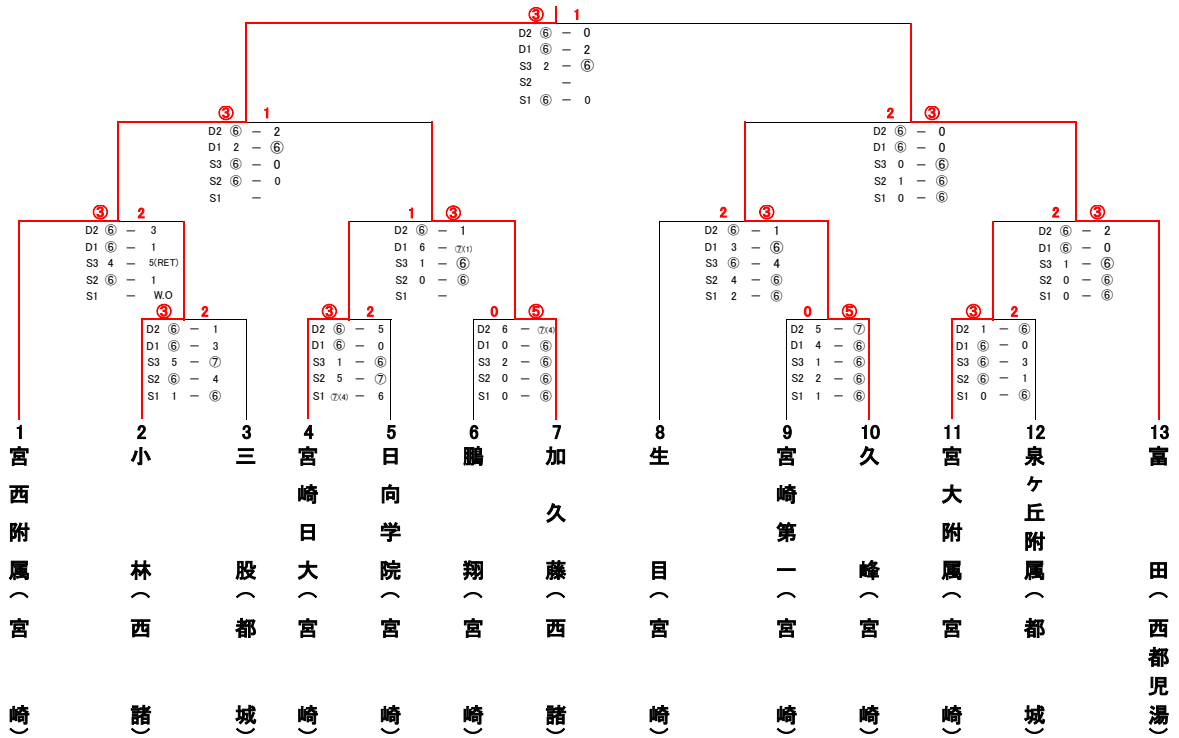 ③ 1
D2 ⑥ － 0
D1 ⑥ － 2
S3 2 － ⑥
S2 －
S1 ⑥ － 0
③ 1
D2 ⑥ － 2
D1 2 － ⑥
S3 ⑥ － 0
S2 ⑥ － 0
S1 －
2 ③
D2 ⑥ － 0
D1 ⑥ － 0
S3 0 － ⑥
S2 1 － ⑥
S1 0 － ⑥
③ 2
D2 ⑥ － 3
D1 ⑥ － 1
S3 4 － 5(RET)
S2 ⑥ － 1
S1 － W.O
1 ③
D2 ⑥ － 1
D1 6 － ⑦(1)
S3 1 － ⑥
S2 0 － ⑥
S1 －
2 ③
D2 ⑥ － 1
D1 3 － ⑥
S3 ⑥ － 4
S2 4 － ⑥
S1 2 － ⑥
2 ③
D2 ⑥ － 2
D1 ⑥ － 0
S3 1 － ⑥
S2 0 － ⑥
S1 0 － ⑥
③ 2
D2 ⑥ － 1
D1 ⑥ － 3
S3 5 － ⑦
S2 ⑥ － 4
S1 1 － ⑥
③ 2
D2 ⑥ － 5
D1 ⑥ － 0
S3 1 － ⑥
S2 5 － ⑦
S1 ⑦(4) － 6
0 ⑤
D2 6 － ⑦(4)
D1 0 － ⑥
S3 2 － ⑥
S2 0 － ⑥
S1 0 － ⑥
0 ⑤
D2 5 － ⑦
D1 4 － ⑥
S3 1 － ⑥
S2 2 － ⑥
S1 1 － ⑥
③ 2
D2 1 － ⑥
D1 ⑥ － 0
S3 ⑥ － 3
S2 ⑥ － 1
S1 0 － ⑥
1 宮西附属(宮崎)
2 小林(西諸)
3 三股(都城)
4 宮崎日大(宮崎)
5 日向学院(宮崎)
6 鵬翔(宮崎)
7 加久藤(西諸)
8 生目(宮崎)
9 宮崎第一(宮崎)
10 久峰(宮崎)
11 宮大附属(宮崎)
12 泉ヶ丘附属(都城)
13 富田(西都児湯)